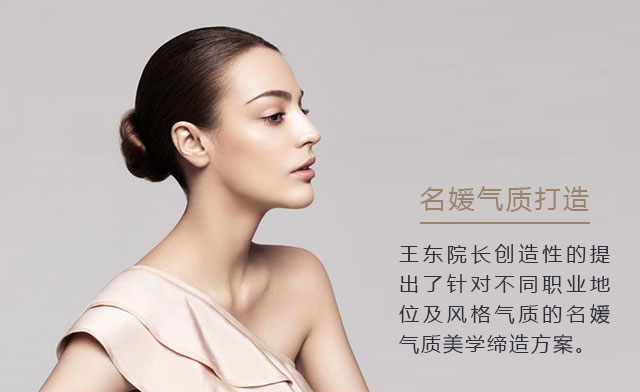 名媛气质打造
王东院长创造性的提
出了针对不同职业地
位及风格气质的名媛
气质美学缔造方案。